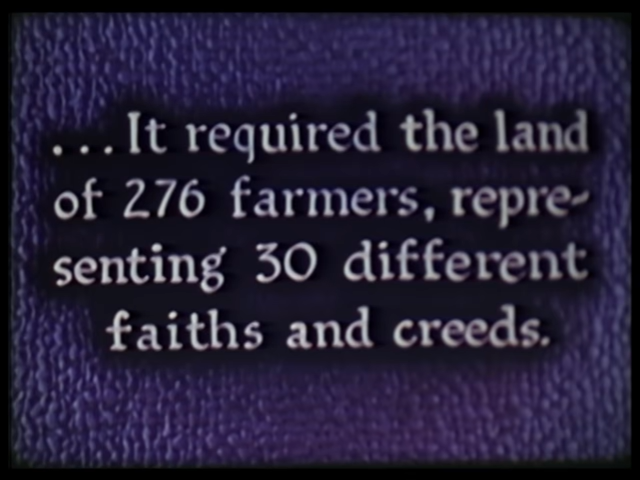 ...It required the land
of 276 farmers, repre-
senting 30 different
faiths and creeds.